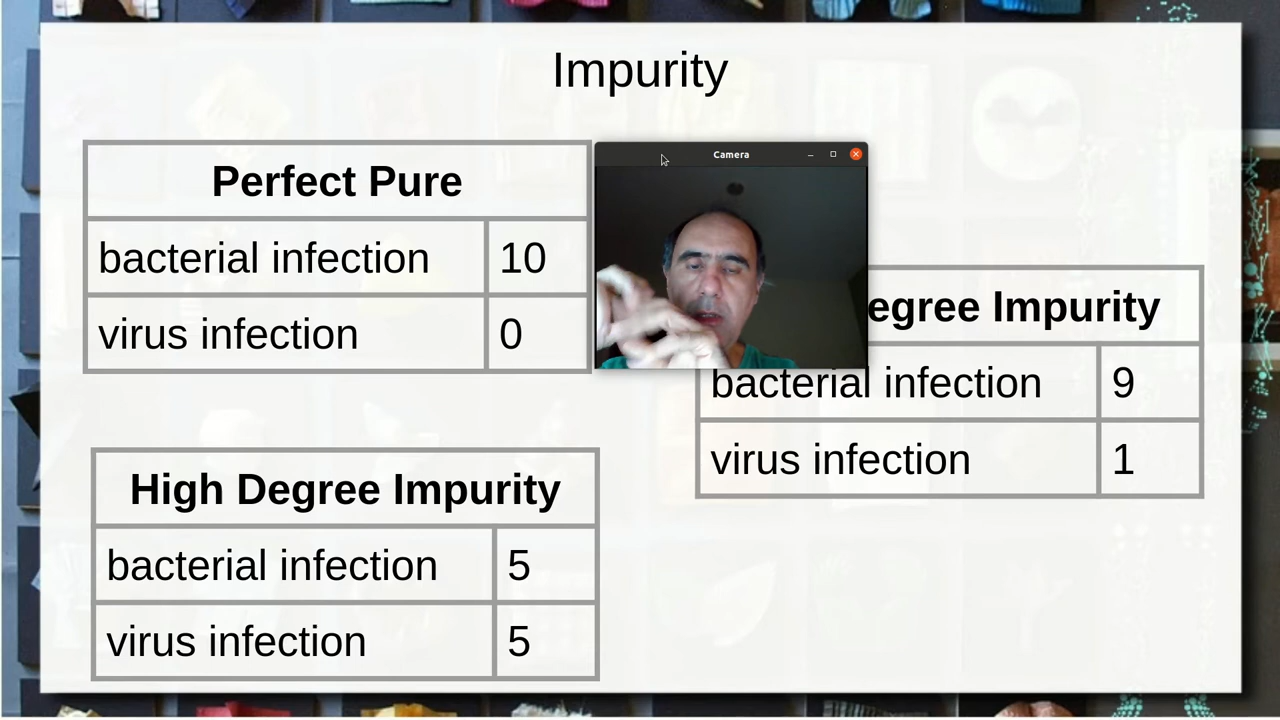 Impurity
Perfect Pure
bacterial infection 10
virus infection 0
Camera
Impurity
bacterial infection 9
virus infection 1
High Degree Impurity
bacterial infection 5
virus infection 5